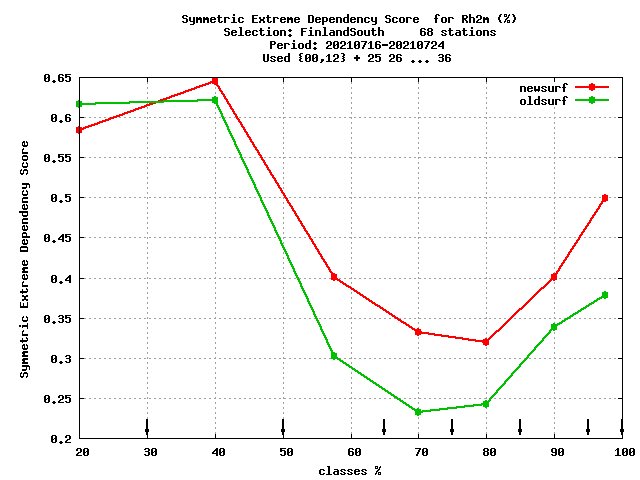 Symmetric Extreme Dependency Score for Rh2m (%)
Selection: FinlandSouth 68 stations
Period: 20210716-20210724
Used {00,12} + 25 26 ... 36
newsurf
oldsurf
Symmetric Extreme Dependency Score
0.65
0.6
0.55
0.5
0.45
0.4
0.35
0.3
0.25
0.2
20 30 40 50 60 70 80 90 100
classes %